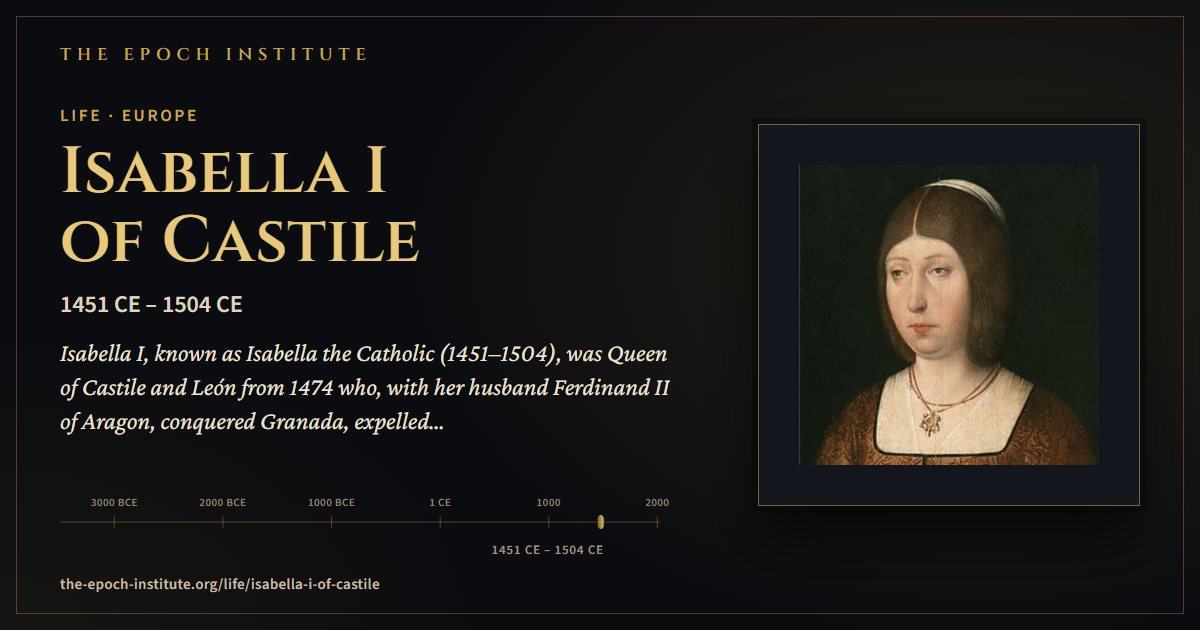 THE EPOCH INSTITUTE
LIFE · EUROPE
ISABELLA I
OF CASTILE
1451 CE – 1504 CE
Isabella I, known as Isabella the Catholic (1451–1504), was Queen
of Castile and León from 1474 who, with her husband Ferdinand II
of Aragon, conquered Granada, expelled...
3000 BCE 2000 BCE 1000 BCE 1 CE 1000 2000
1451 CE – 1504 CE
the-epoch-institute.org/life/isabella-i-of-castile